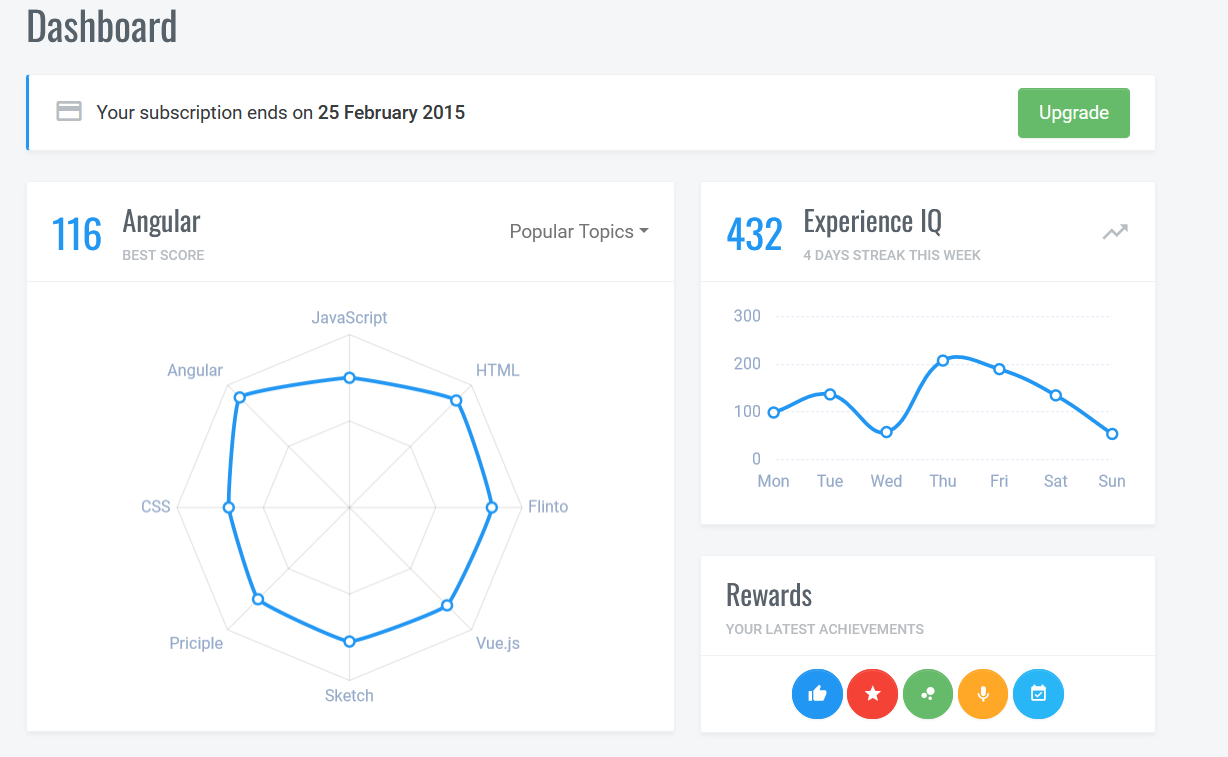 Dashboard
Your subscription ends on 25 February 2015
Upgrade
116
Angular
BEST SCORE
Popular Topics
JavaScript
Angular
HTML
CSS
Flinto
Priciple
Vue.js
Sketch
432
Experience IQ
4 DAYS STREAK THIS WEEK
300
200
100
0
Mon Tue Wed Thu Fri Sat Sun
Rewards
YOUR LATEST ACHIEVEMENTS